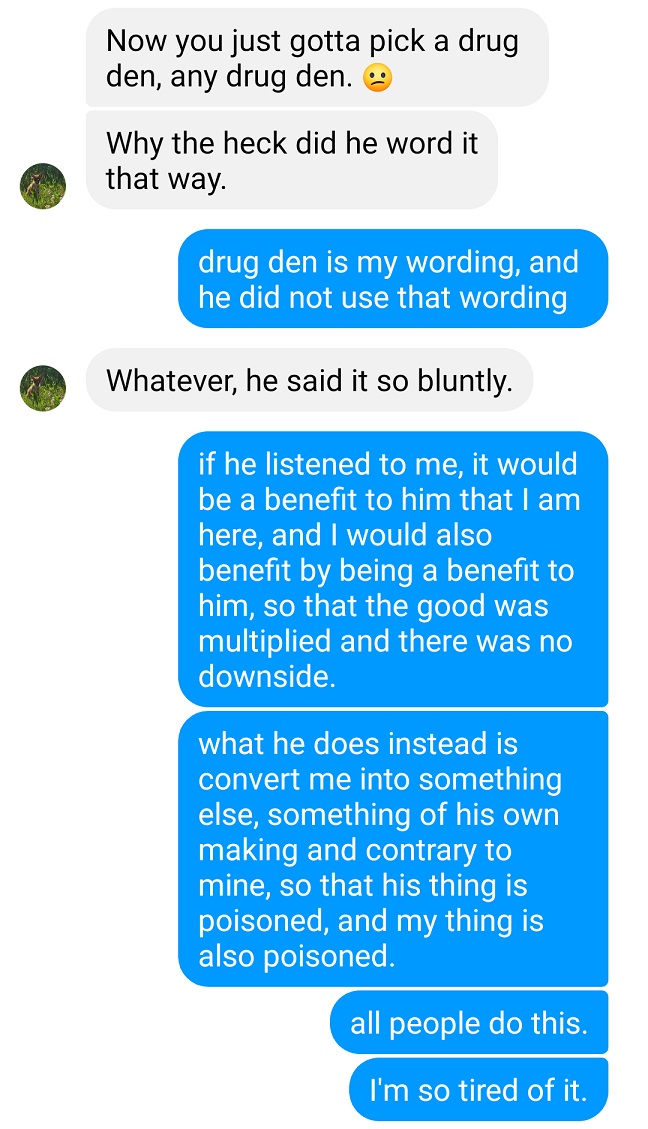 Now you just gotta pick a drug
den, any drug den. 😕
Why the heck did he word it
that way.
drug den is my wording, and
he did not use that wording
Whatever, he said it so bluntly.
if he listened to me, it would
be a benefit to him that I am
here, and I would also
benefit by being a benefit to
him, so that the good was
multiplied and there was no
downside.
what he does instead is
convert me into something
else, something of his own
making and contrary to
mine, so that his thing is
poisoned, and my thing is
also poisoned.
all people do this.
I'm so tired of it.